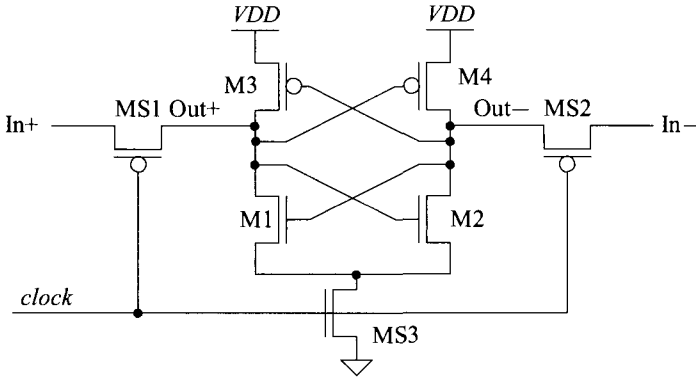 VDD VDD
M3 M4
MS1 Out+ Out− MS2
In+ In−
M1 M2
clock
MS3